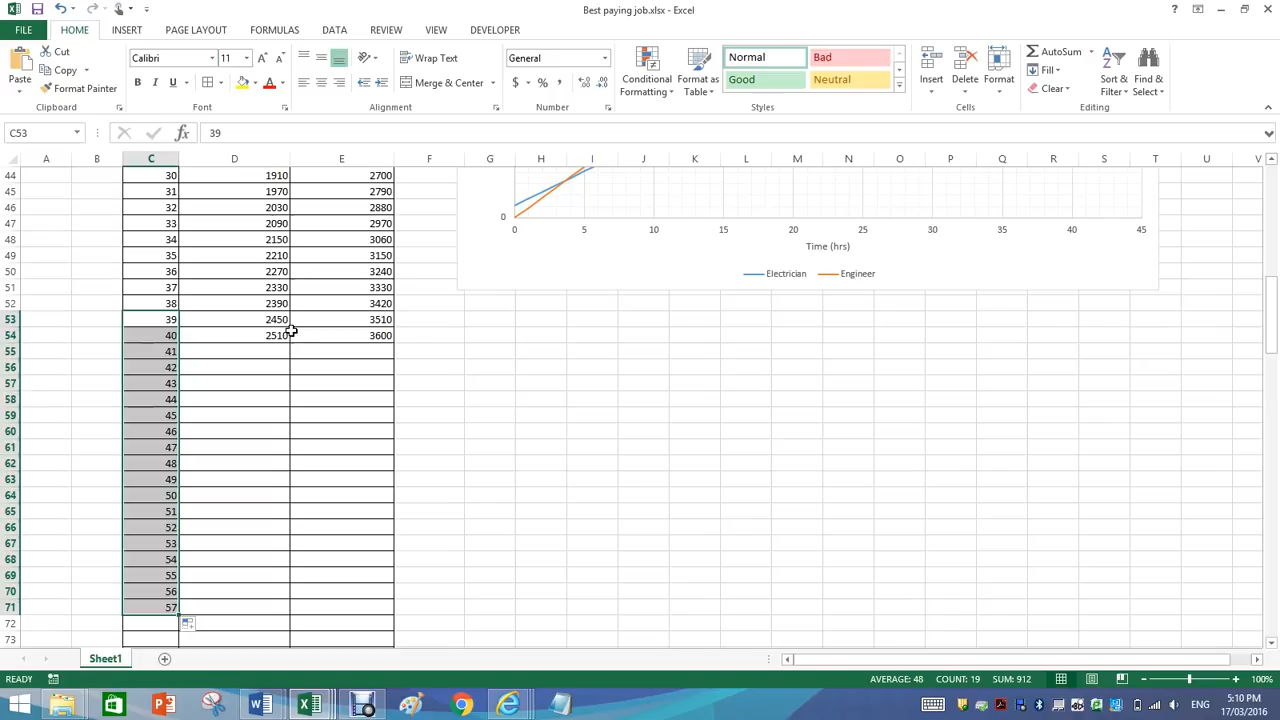 Best paying job.xlsx - Excel
FILE HOME INSERT PAGE LAYOUT FORMULAS DATA REVIEW VIEW DEVELOPER
Paste
Cut
Copy
Format Painter
Calibri 11
B I U
Wrap Text
Merge & Center
General
$ % ,
Conditional Formatting
Format as Table
Normal Bad
Good Neutral
Insert Delete Format
AutoSum
Fill
Clear
Sort & Filter
Find & Select
Clipboard Font Alignment Number Styles Cells Editing
C53 fx 39
A B C D E F G H I J K L M N O P Q R S T U V
44 30 1910 2700
45 31 1970 2790
46 32 2030 2880
47 33 2090 2970
48 34 2150 3060
49 35 2210 3150
50 36 2270 3240
51 37 2330 3330
52 38 2390 3420
53 39 2450 3510
54 40 2510 3600
55 41
56 42
57 43
58 44
59 45
60 46
61 47
62 48
63 49
64 50
65 51
66 52
67 53
68 54
69 55
70 56
71 57
72
73
0
0 5 10 15 20 25 30 35 40 45
Time (hrs)
Electrician Engineer
Sheet1
READY AVERAGE: 48 COUNT: 19 SUM: 912 100%
ENG
5:10 PM
17/03/2016